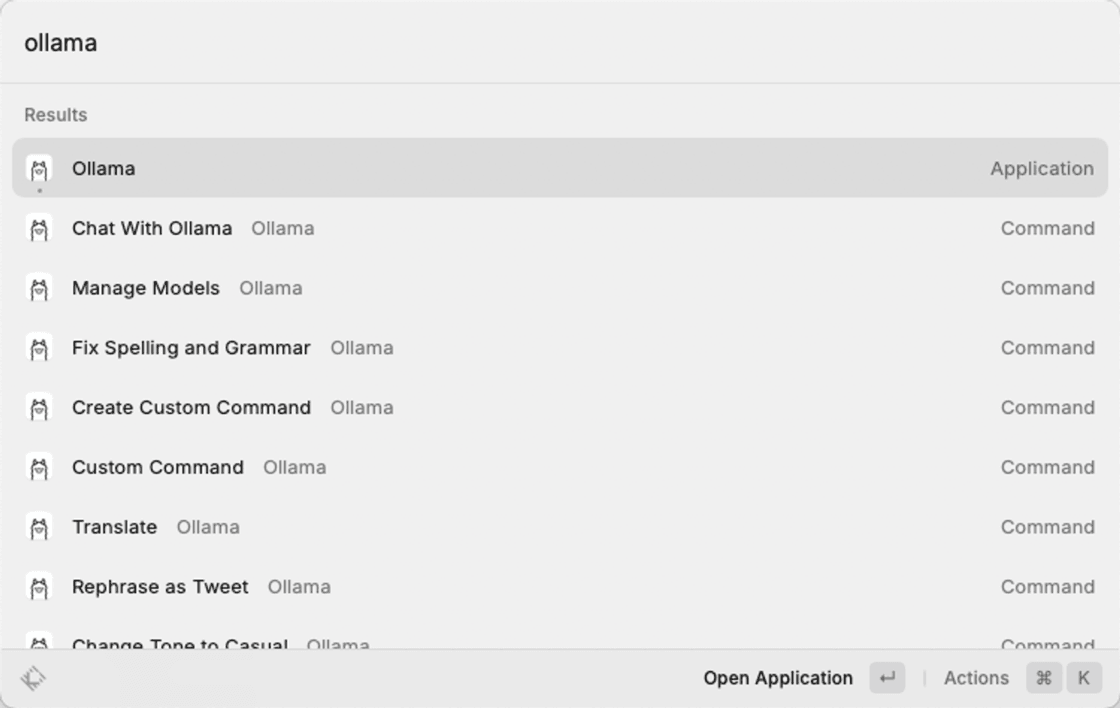 ollama
Results
Ollama Application
Chat With Ollama Ollama Command
Manage Models Ollama Command
Fix Spelling and Grammar Ollama Command
Create Custom Command Ollama Command
Custom Command Ollama Command
Translate Ollama Command
Rephrase as Tweet Ollama Command
Change Tone to Casual Ollama Command
Open Application ↵ | Actions ⌘ K